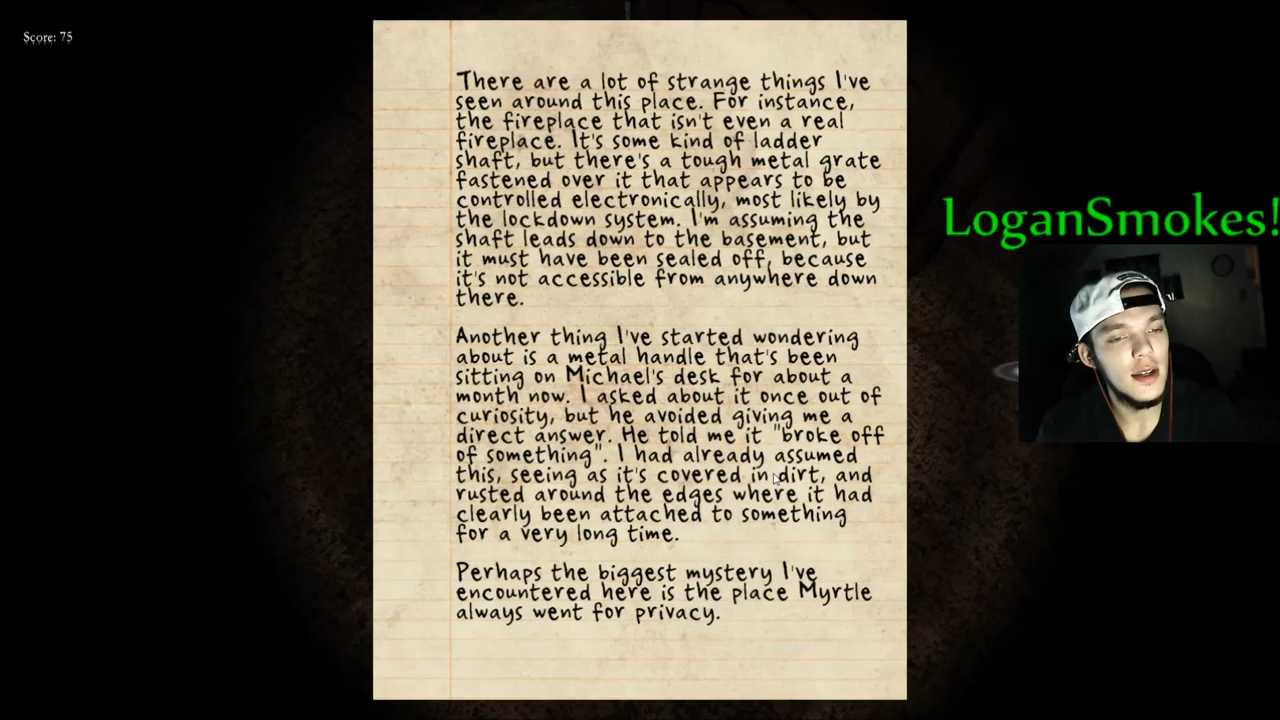 Score: 75
There are a lot of strange things I've
seen around this place. For instance,
the fireplace that isn't even a real
fireplace. It's some kind of ladder
shaft, but there's a tough metal grate
fastened over it that appears to be
controlled electronically, most likely by
the lockdown system. I'm assuming the
shaft leads down to the basement, but
it must have been sealed off, because
it's not accessible from anywhere down
there.
Another thing I've started wondering
about is a metal handle that's been
sitting on Michael's desk for about a
month now. I asked about it once out of
curiosity, but he avoided giving me a
direct answer. He told me it "broke off
of something". I had already assumed
this, seeing as it's covered in dirt, and
rusted around the edges where it had
clearly been attached to something
for a very long time.
Perhaps the biggest mystery I've
encountered here is the place Myrtle
always went for privacy.
LoganSmokes!